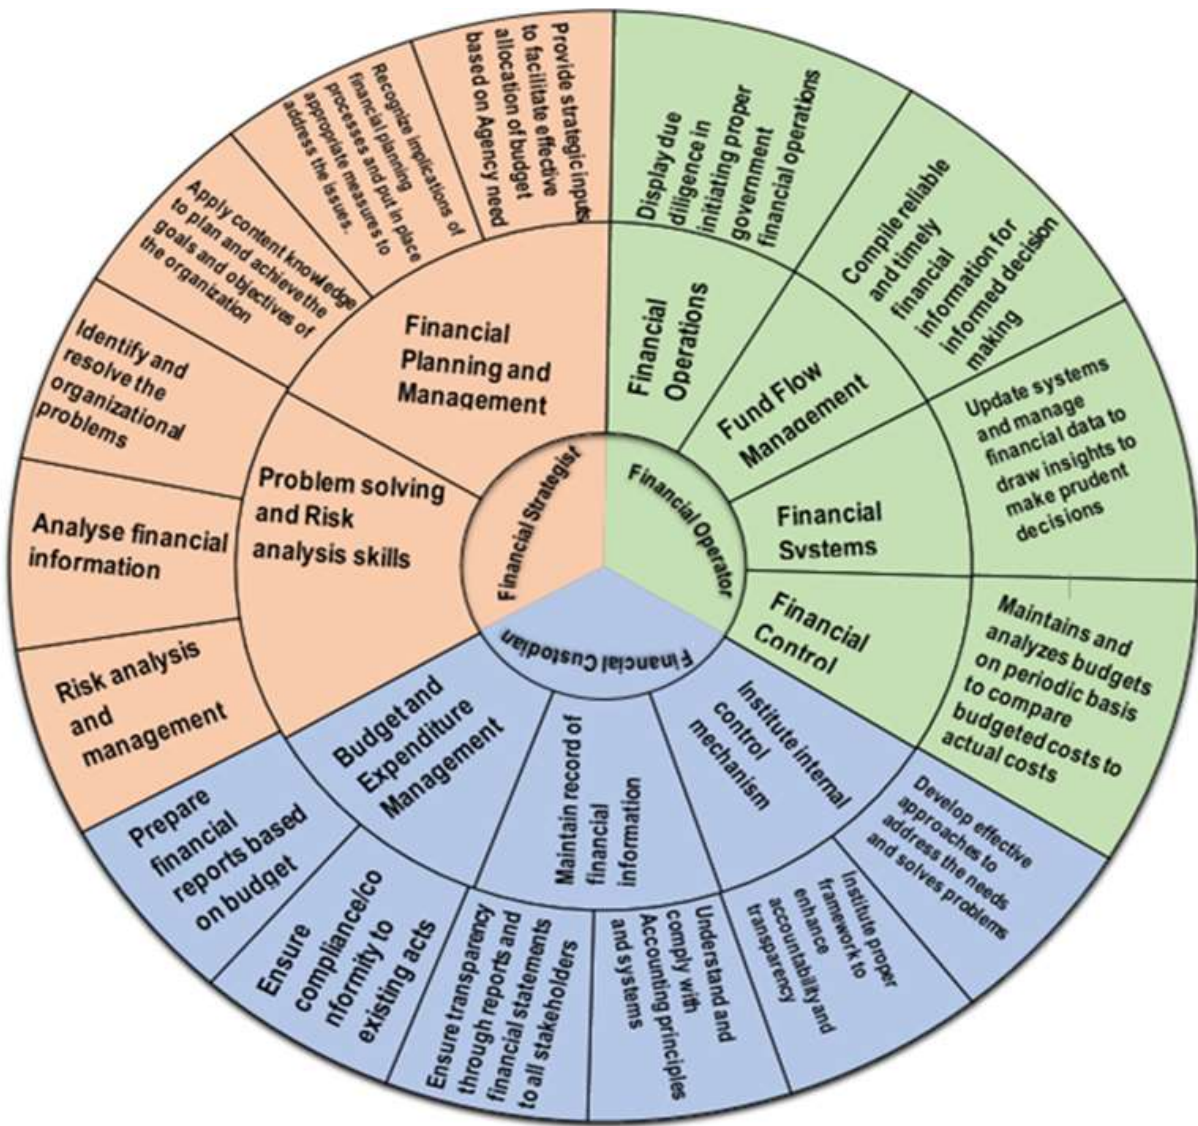 Financial Strategist
Financial Operator
Financial Custodian
Financial
Planning and
Management
Problem solving
and Risk
analysis skills
Financial
Operations
Fund Flow
Management
Financial
Systems
Financial
Control
Institute internal
control
mechanism
Maintain record of
financial
information
Budget and
Expenditure
Management
Provide strategic inputs
to facilitate effective
allocation of budget
based on Agency need
Recognize implications of
financial planning
processes and put in place
appropriate measures to
address the issues.
Apply content knowledge
to plan and achieve the
goals and objectives of
the organization
Identify and
resolve the
organizational
problems
Analyse financial
information
Risk analysis
and
management
Display due
diligence in
initiating proper
government
financial operations
Compile reliable
and timely
financial
information for
informed decision
making
Update systems
and manage
financial data to
draw insights to
make prudent
decisions
Maintains and
analyzes budgets
on periodic basis
to compare
budgeted costs to
actual costs
Develop effective
approaches to
address the needs
and solves problems
Institute proper
framework to
enhance
accountability and
transparency
Understand and
comply with
Accounting principles
and systems
Ensure transparency
through reports and
financial statements
to all stakeholders
Ensure
compliance/co
nformity to
existing acts
Prepare
financial
reports based
on budget